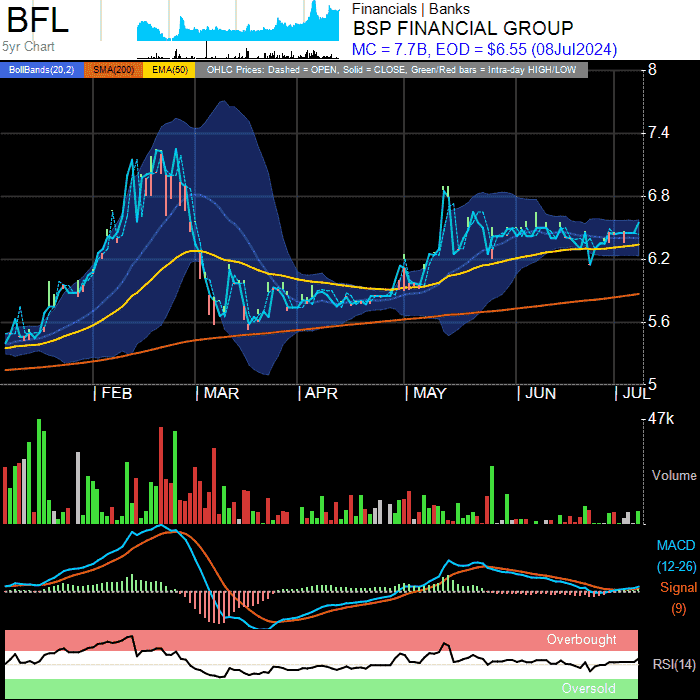 BFL
5yr Chart
Financials | Banks
BSP FINANCIAL GROUP
MC = 7.7B, EOD = $6.55 (08Jul2024)
BollBands(20,2) SMA(200) EMA(50) OHLC Prices: Dashed = OPEN, Solid = CLOSE, Green/Red bars = Intra-day HIGH/LOW
8
7.4
6.8
6.2
5.6
5
| FEB | MAR | APR | MAY | JUN | JUL
47k
Volume
MACD
(12-26)
Signal
(9)
Overbought
RSI(14)
Oversold